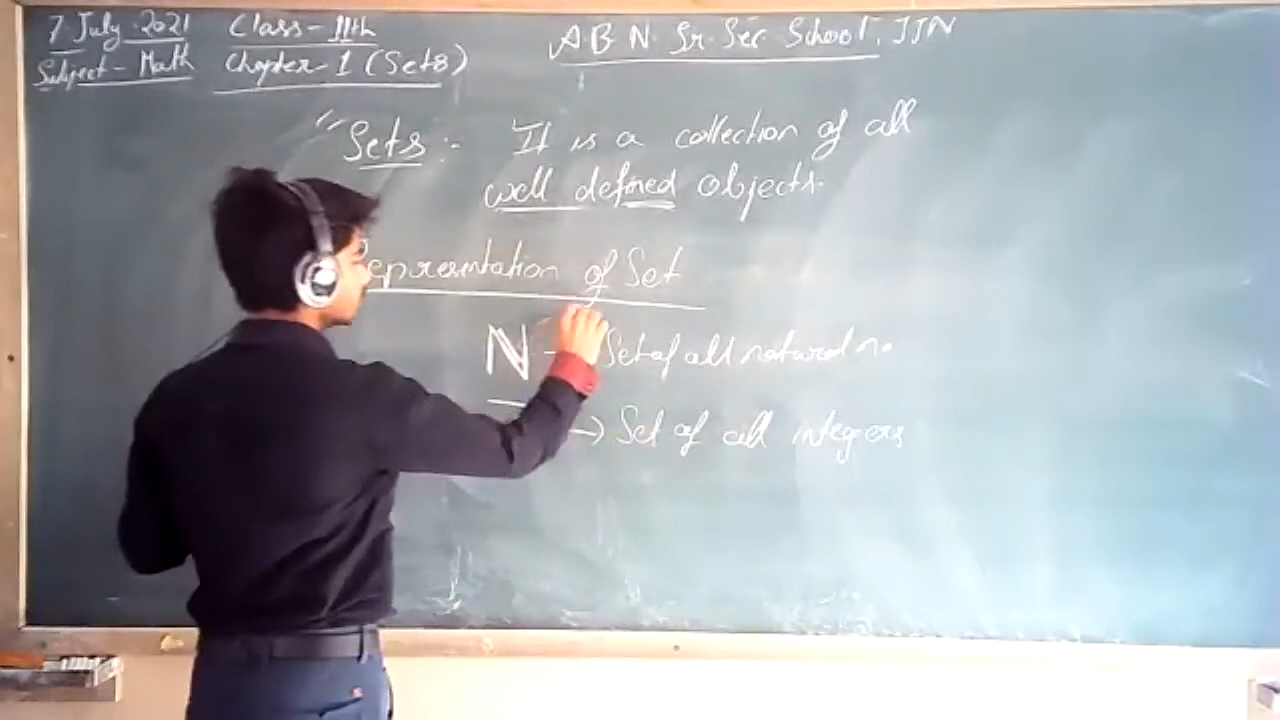 7 July 2021 Class-11th A B N Sr. Sec School, JJN
Subject- Math Chapter-1 (Sets)
"Sets :- It is a collection of all
well defined objects.
Representation of Set
N → Set of all natural no
→ Set of all integers